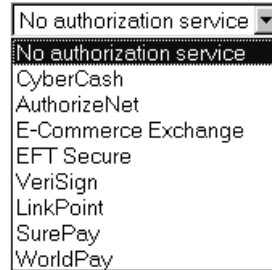 No authorization service
No authorization service
CyberCash
AuthorizeNet
E-Commerce Exchange
EFT Secure
VeriSign
LinkPoint
SurePay
WorldPay